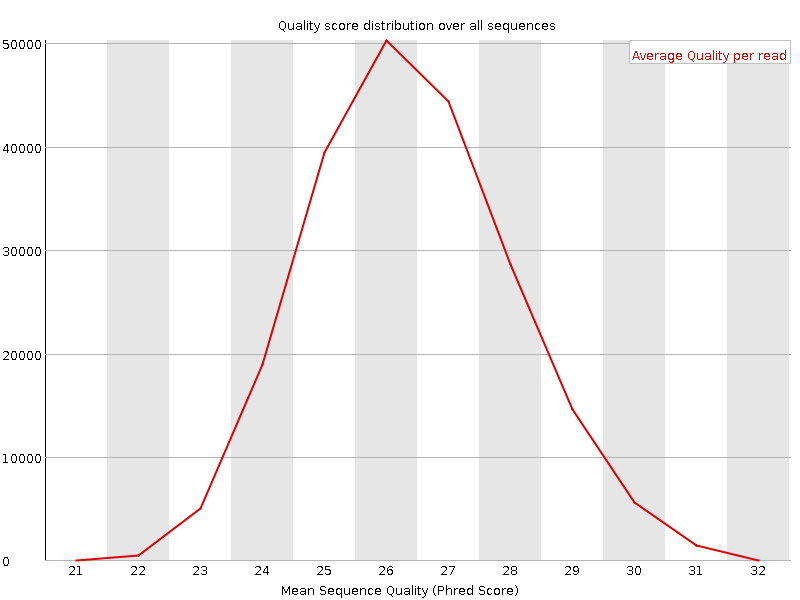 Quality score distribution over all sequences
Average Quality per read
50000
40000
30000
20000
10000
0
21 22 23 24 25 26 27 28 29 30 31 32
Mean Sequence Quality (Phred Score)